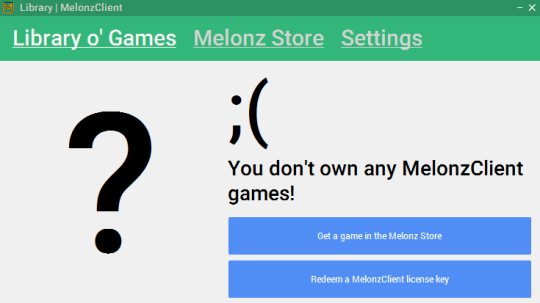 Library | MelonzClient
Library o' Games Melonz Store Settings
?
;(
You don't own any MelonzClient
games!
Get a game in the Melonz Store
Redeem a MelonzClient license key